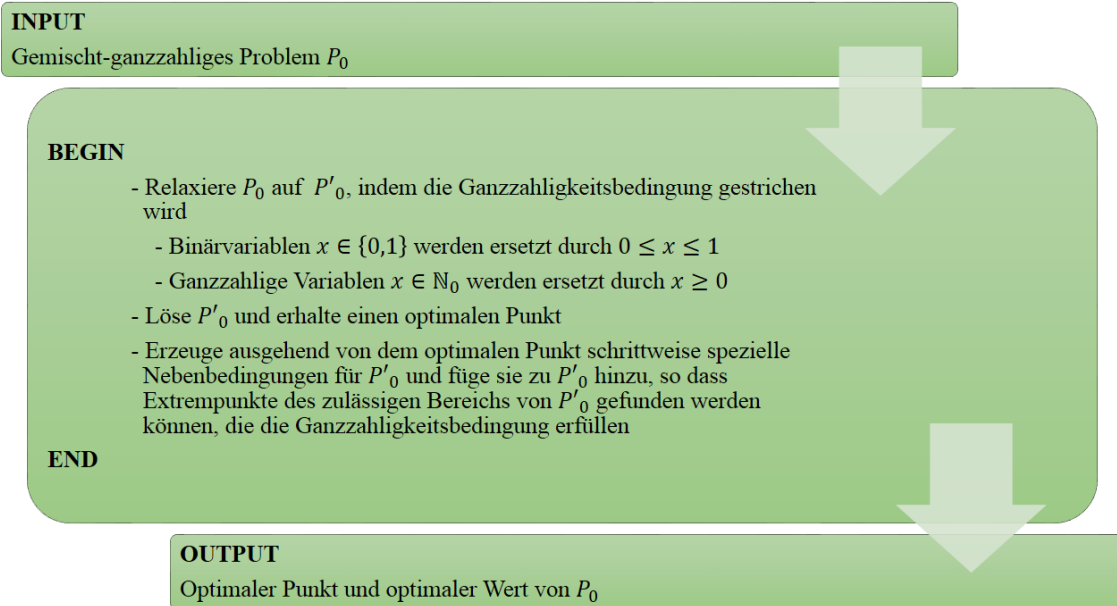 INPUT
Gemischt-ganzzahliges Problem P₀
BEGIN
- Relaxiere P₀ auf P′₀, indem die Ganzzahligkeitsbedingung gestrichen
wird
- Binärvariablen x ∈ {0,1} werden ersetzt durch 0 ≤ x ≤ 1
- Ganzzahlige Variablen x ∈ ℕ₀ werden ersetzt durch x ≥ 0
- Löse P′₀ und erhalte einen optimalen Punkt
- Erzeuge ausgehend von dem optimalen Punkt schrittweise spezielle
Nebenbedingungen für P′₀ und füge sie zu P′₀ hinzu, so dass
Extrempunkte des zulässigen Bereichs von P′₀ gefunden werden
können, die die Ganzzahligkeitsbedingung erfüllen
END
OUTPUT
Optimaler Punkt und optimaler Wert von P₀